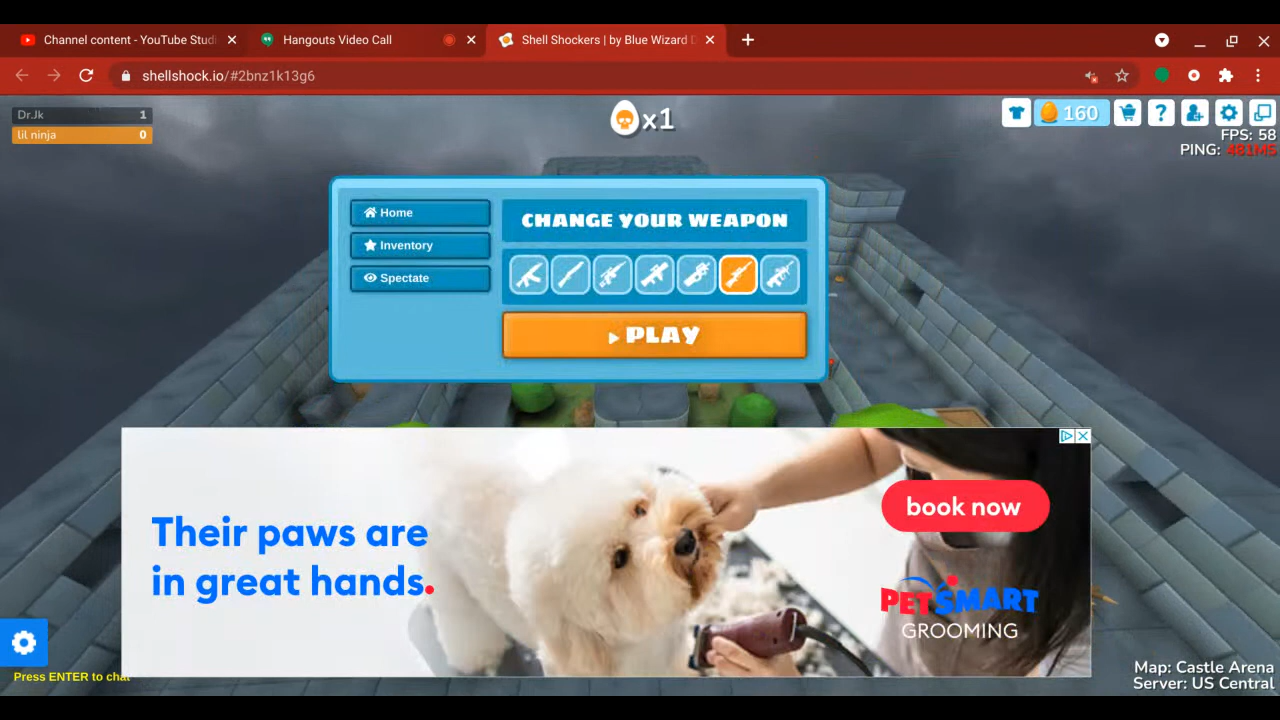 Channel content - YouTube Studi
Hangouts Video Call
Shell Shockers | by Blue Wizard D
shellshock.io/#2bnz1k13g6
Dr.Jk 1
lil ninja 0
x1
160
FPS: 58
PING: 481MS
Home
Inventory
Spectate
CHANGE YOUR WEAPON
PLAY
Their paws are
in great hands.
book now
PETSMART
GROOMING
Press ENTER to chat
Map: Castle Arena
Server: US Central